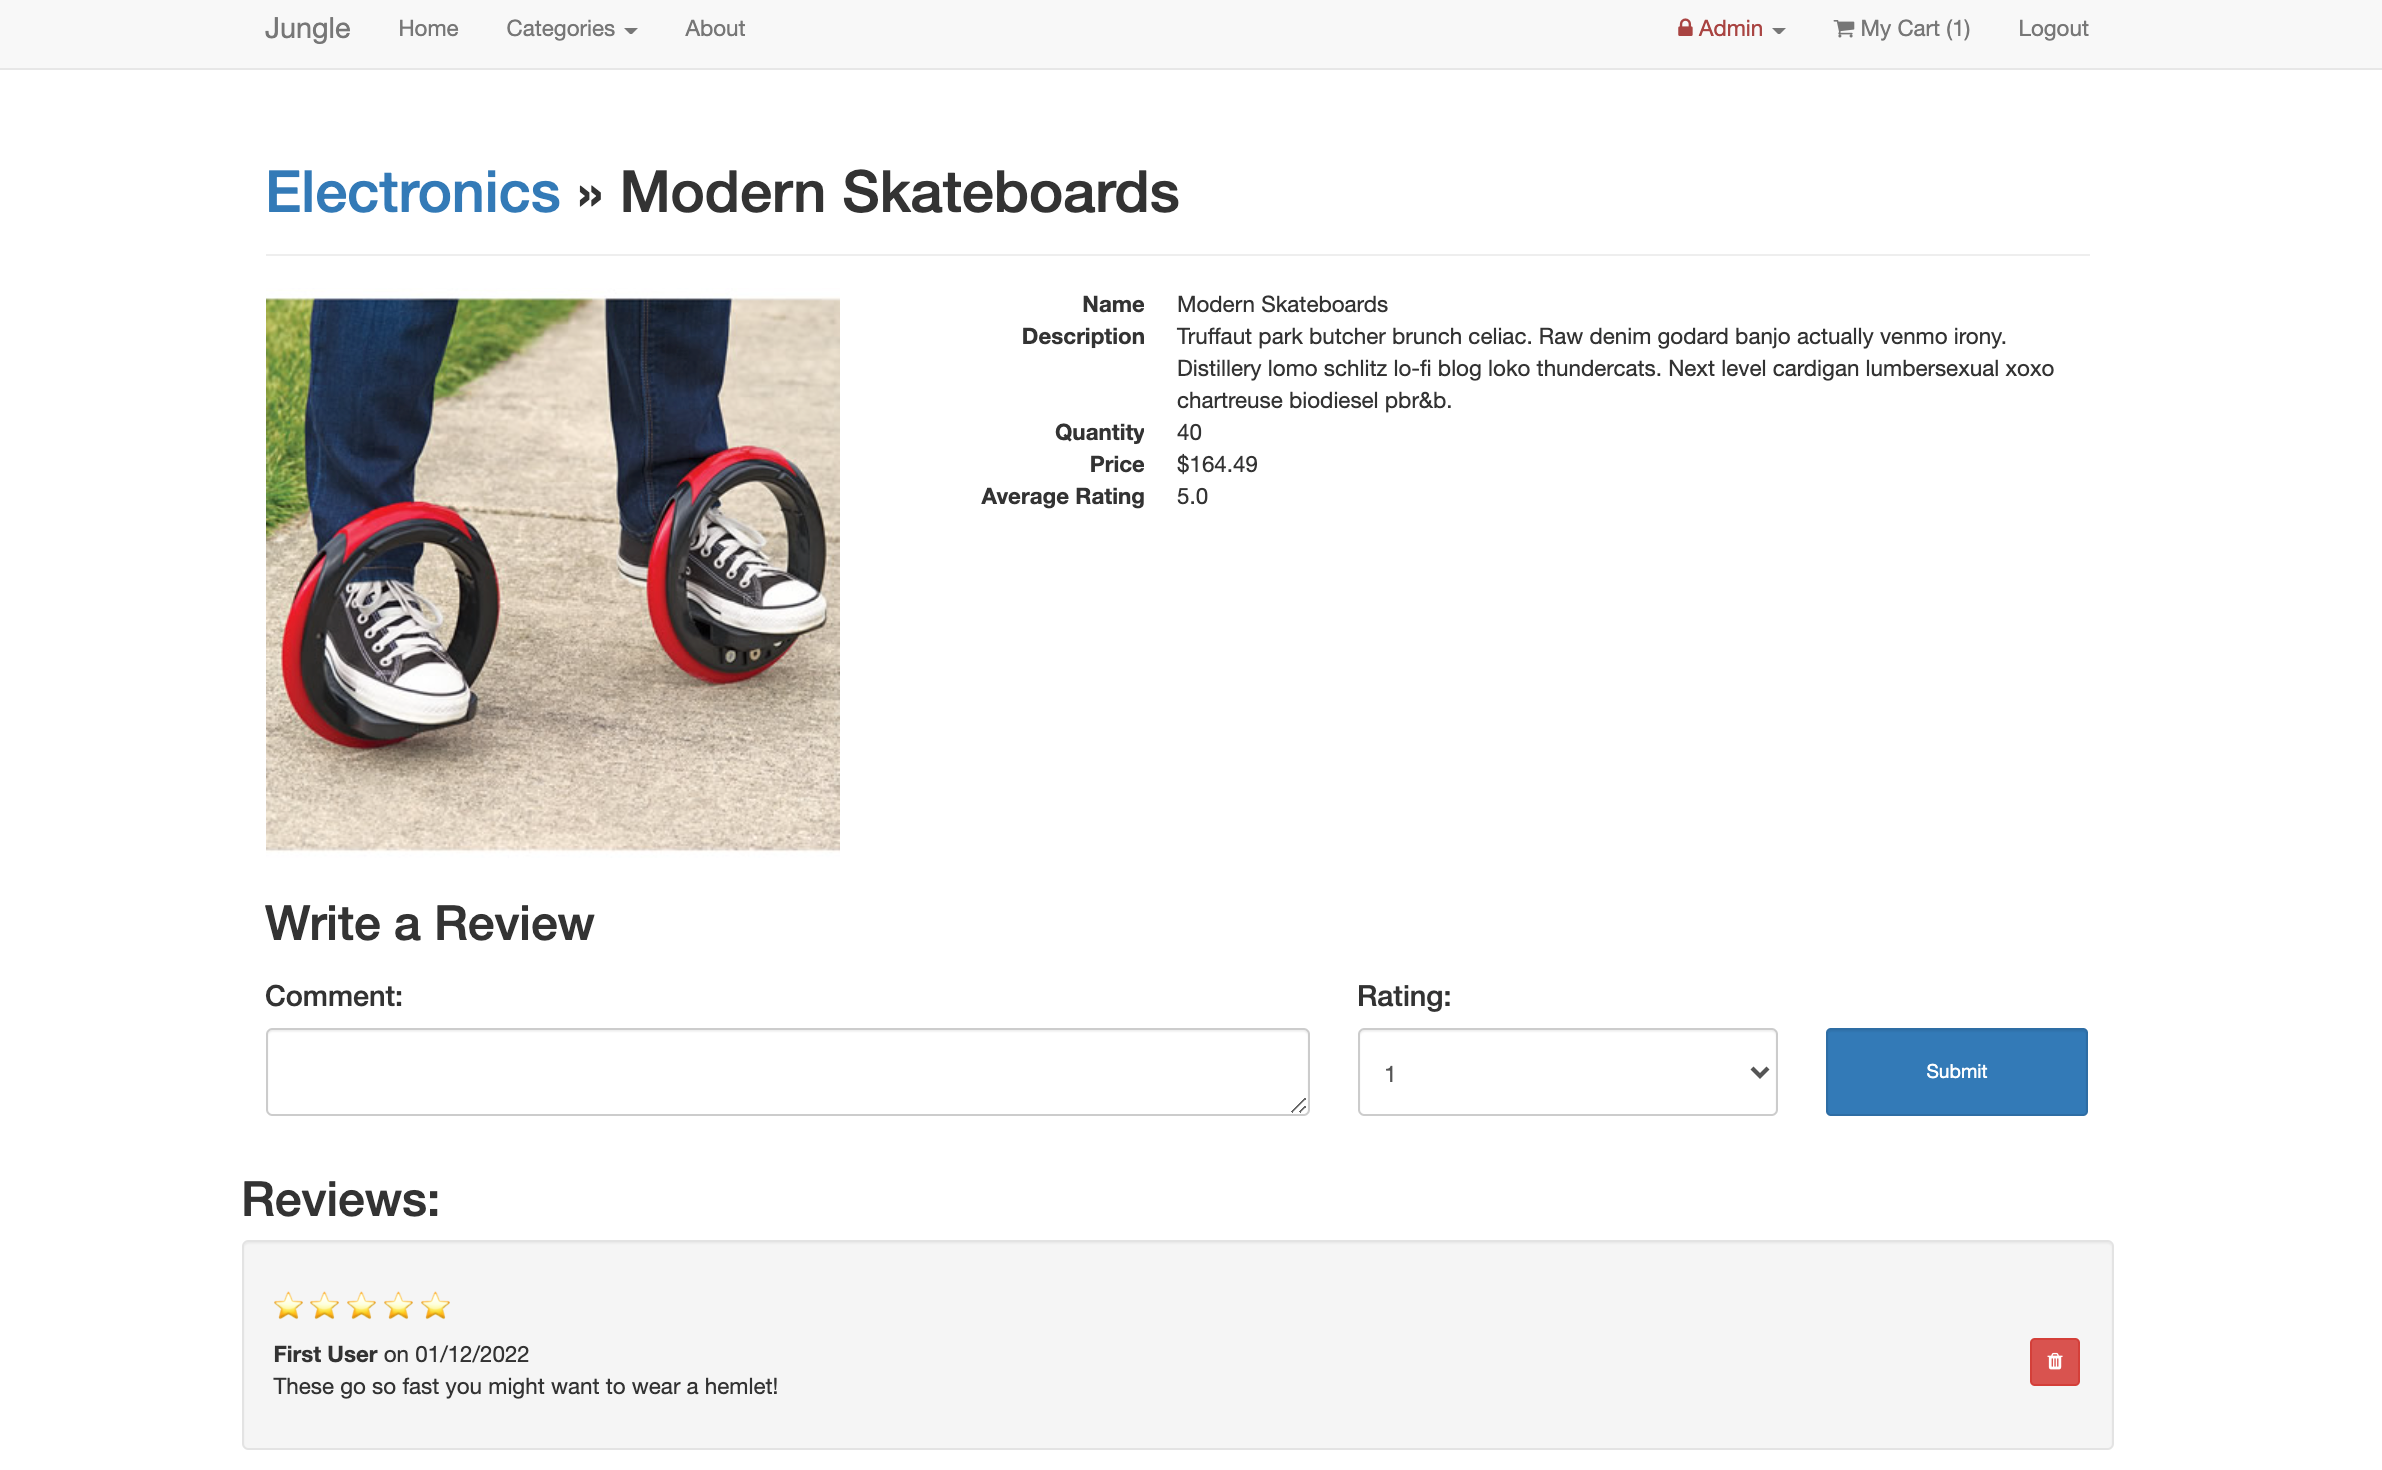 Jungle Home Categories About Admin My Cart (1) Logout
Electronics » Modern Skateboards
Name Modern Skateboards
Description Truffaut park butcher brunch celiac. Raw denim godard banjo actually venmo irony.
Distillery lomo schlitz lo-fi blog loko thundercats. Next level cardigan lumbersexual xoxo
chartreuse biodiesel pbr&b.
Quantity 40
Price $164.49
Average Rating 5.0
Write a Review
Comment: Rating:
1 Submit
Reviews:
First User on 01/12/2022
These go so fast you might want to wear a hemlet!